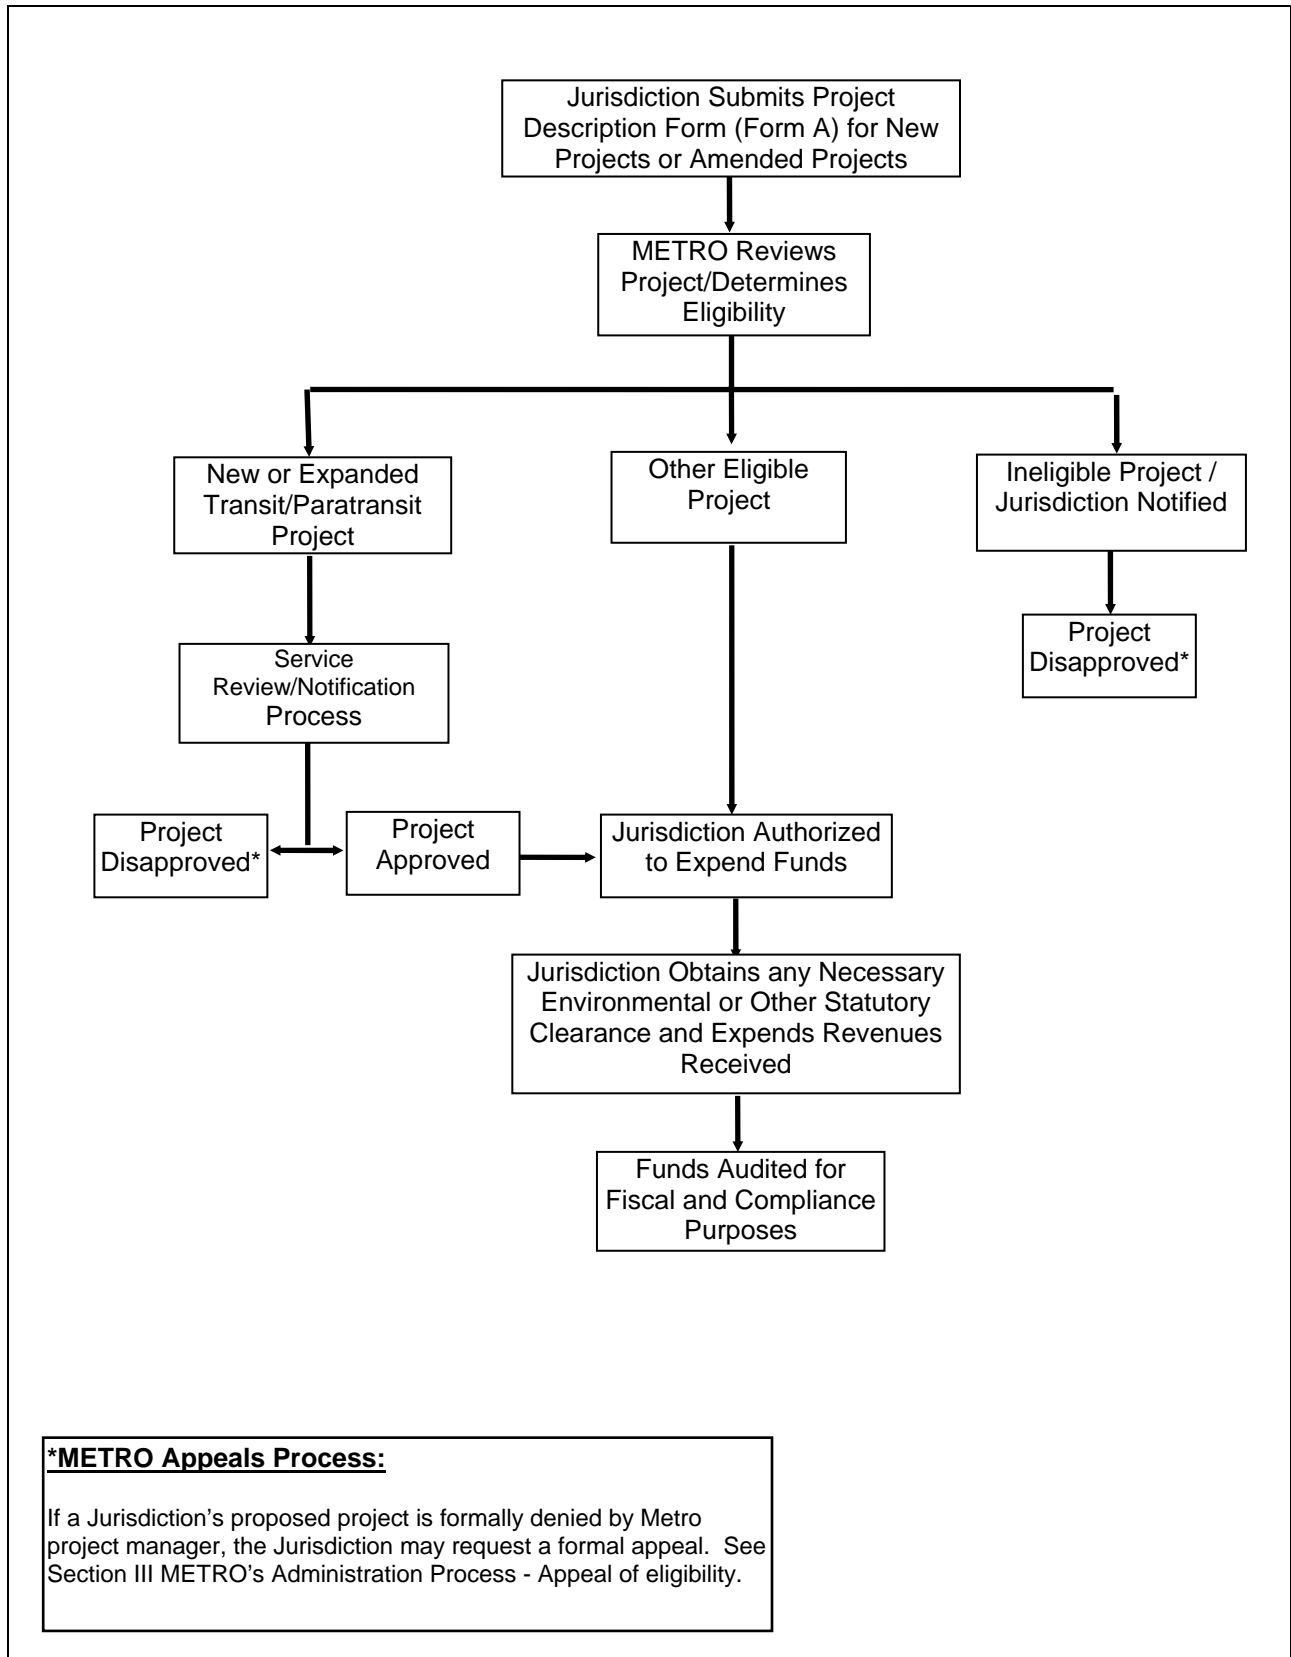 Jurisdiction Submits Project
Description Form (Form A) for New
Projects or Amended Projects
METRO Reviews
Project/Determines
Eligibility
New or Expanded
Transit/Paratransit
Project
Other Eligible
Project
Ineligible Project /
Jurisdiction Notified
Project
Disapproved*
Service
Review/Notification
Process
Project
Disapproved*
Project
Approved
Jurisdiction Authorized
to Expend Funds
Jurisdiction Obtains any Necessary
Environmental or Other Statutory
Clearance and Expends Revenues
Received
Funds Audited for
Fiscal and Compliance
Purposes
*METRO Appeals Process:
If a Jurisdiction’s proposed project is formally denied by Metro
project manager, the Jurisdiction may request a formal appeal.  See
Section III METRO’s Administration Process - Appeal of eligibility.